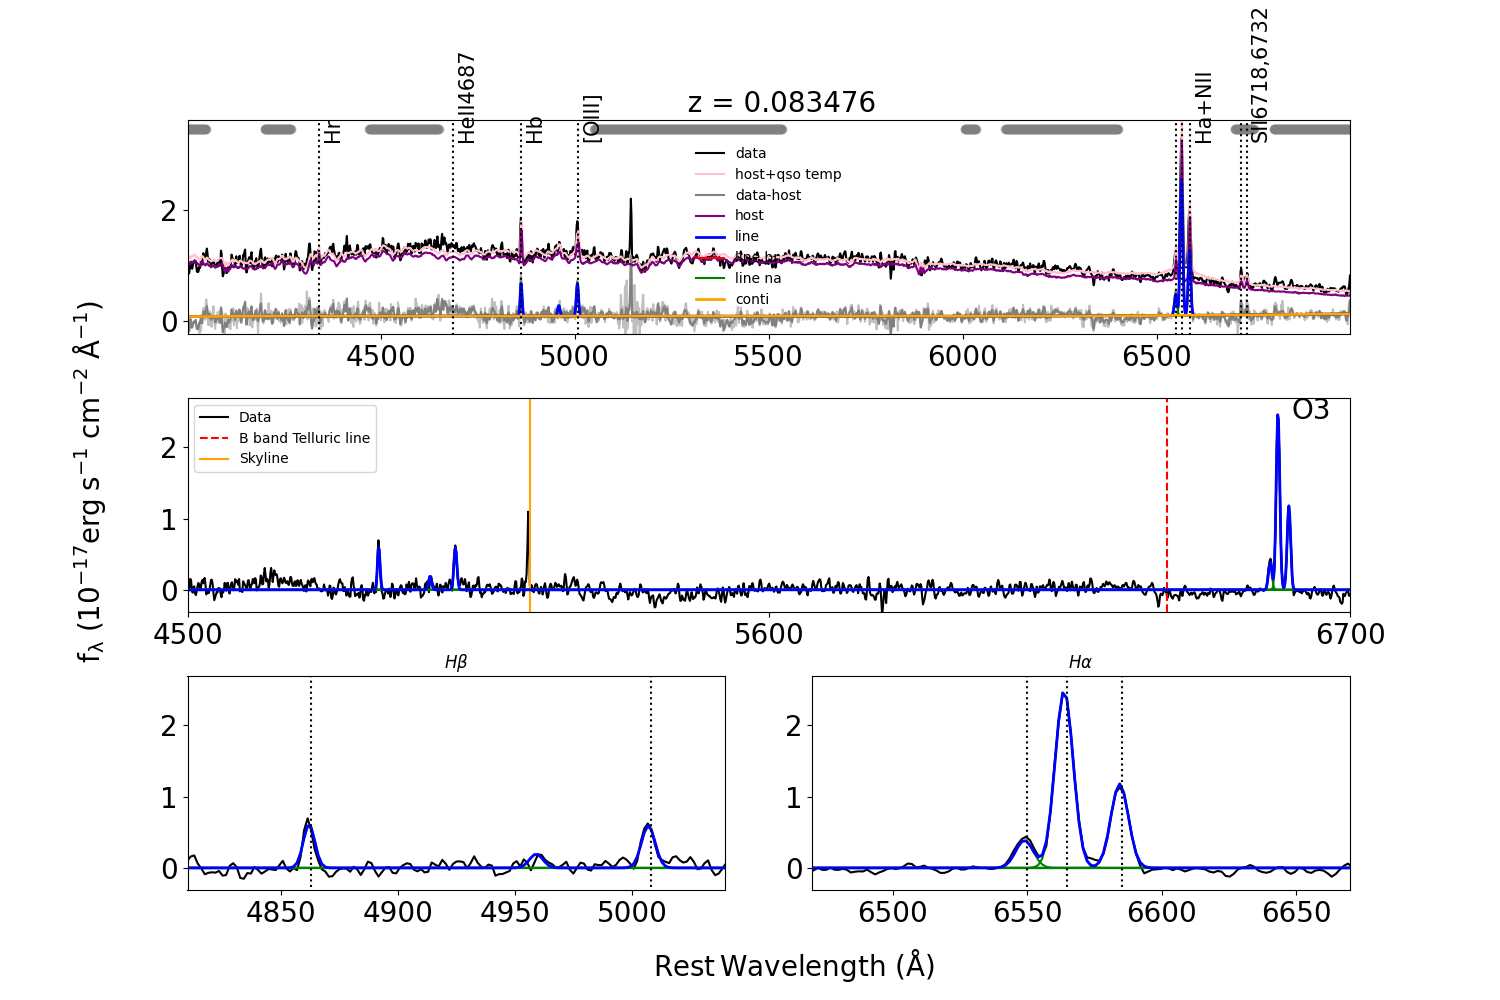 z = 0.083476
Hr
HeII4687
Hb
[OIII]
Ha+NII
SII6718,6732
data
host+qso temp
data-host
host
line
line na
conti
2
0
4500
5000
5500
6000
6500
fλ (10⁻¹⁷erg s⁻¹ cm⁻² Å⁻¹)
Data
B band Telluric line
Skyline
O3
2
1
0
4500
5600
6700
Hβ
2
1
0
4850
4900
4950
5000
Hα
2
1
0
6500
6550
6600
6650
Rest Wavelength (Å)